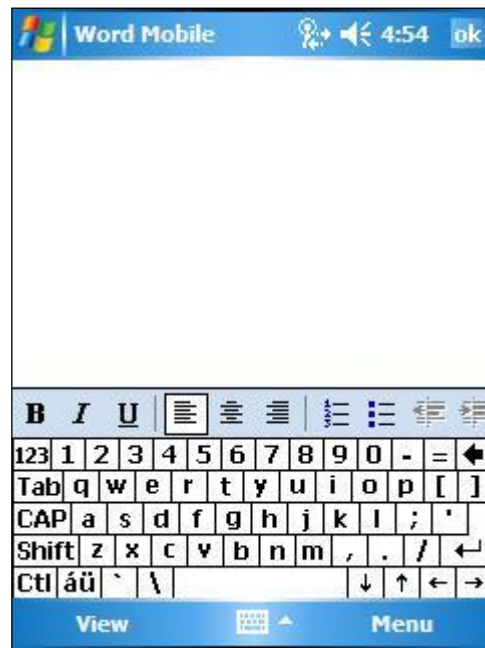 Word Mobile 4:54 ok
B I U
123 1 2 3 4 5 6 7 8 9 0 - = ←
Tab q w e r t y u i o p [ ]
CAP a s d f g h j k l ; '
Shift z x c v b n m , . / ↵
Ctl áü ` \ ↓ ↑ ← →
View Menu